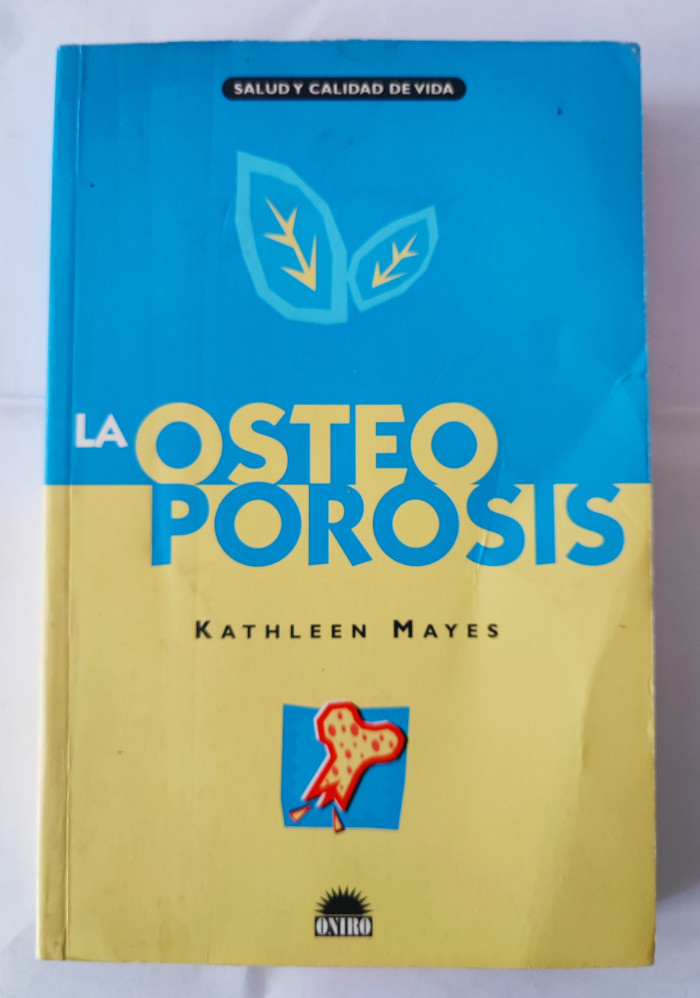 SALUD Y CALIDAD DE VIDA
LA OSTEO
POROSIS
KATHLEEN MAYES
ONIRO